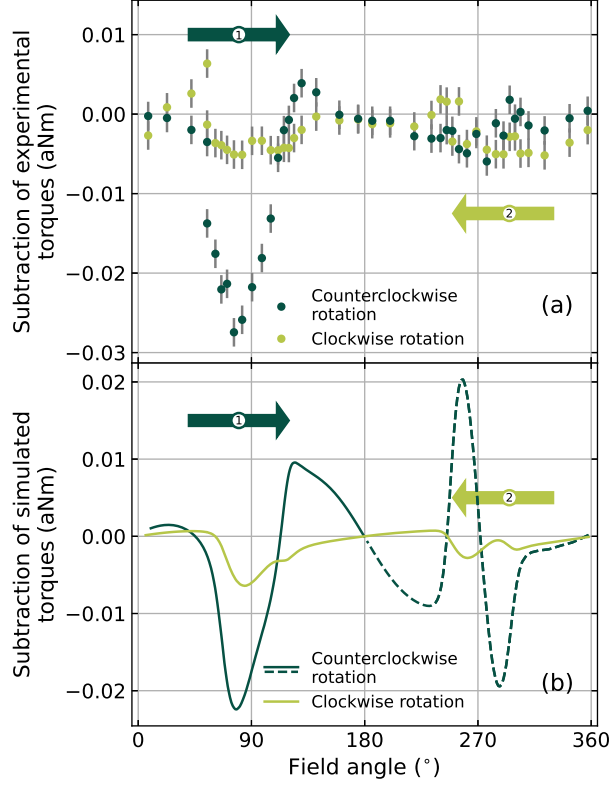 Subtraction of experimental
torques (aNm)
0.01
0.00
−0.01
−0.02
−0.03
1
2
Counterclockwise
rotation
Clockwise rotation
(a)
Subtraction of simulated
torques (aNm)
0.02
0.01
0.00
−0.01
−0.02
1
2
Counterclockwise
rotation
Clockwise rotation
(b)
0
90
180
270
360
Field angle (°)